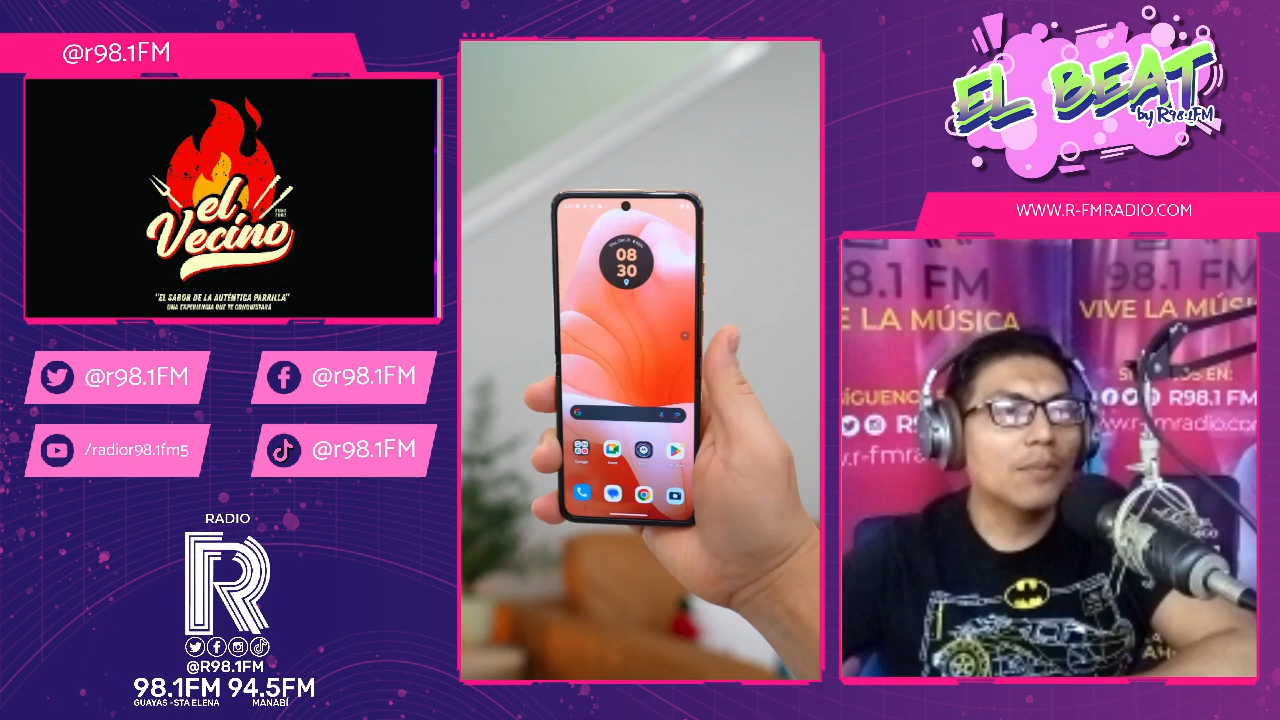 @r98.1FM
el
Vecino
"EL SABOR DE LA AUTÉNTICA PARRILLA"
UNA EXPERIENCIA QUE TE CONQUISTARÁ
@r98.1FM
@r98.1FM
/radior98.1fm5
@r98.1FM
RADIO
R
@R98.1FM
98.1FM 94.5FM
GUAYAS -STA ELENA MANABÍ
08
30
Google
EL BEAT
by R98.1FM
WWW.R-FMRADIO.COM
8.1 FM
98.1 FM
E LA MÚSICA
VIVE LA MÚSI
EN:
R98.1 FM